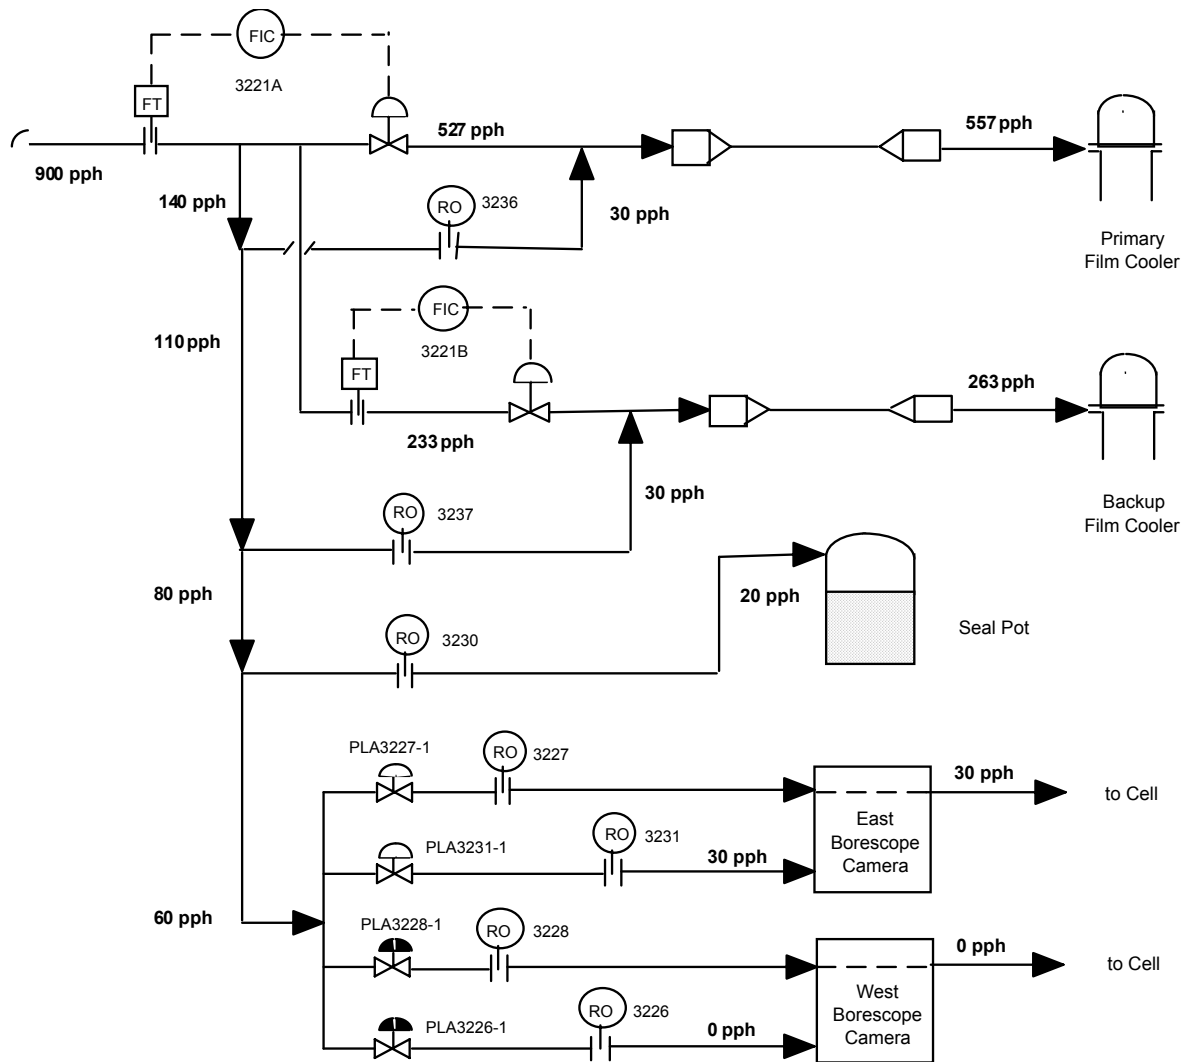 FIC
3221A
FT
527 pph
557 pph
900 pph
140 pph
RO
3236
30 pph
Primary
Film Cooler
FIC
3221B
110 pph
FT
263 pph
233 pph
30 pph
RO
3237
Backup
Film Cooler
80 pph
20 pph
RO
3230
Seal Pot
PLA3227-1
RO
3227
30 pph
to Cell
East
Borescope
Camera
PLA3231-1
RO
3231
30 pph
60 pph
PLA3228-1
RO
3228
0 pph
to Cell
West
Borescope
Camera
PLA3226-1
RO
3226
0 pph